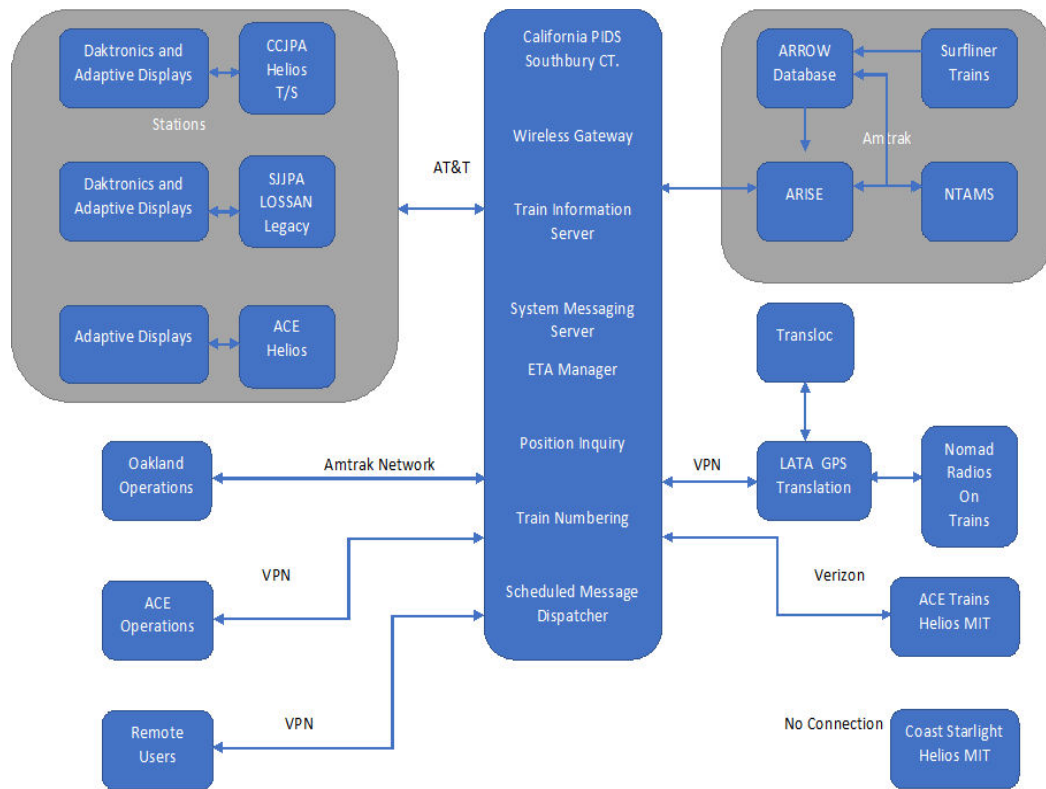 Daktronics and
Adaptive Displays
CCJPA
Helios
T/S
Stations
Daktronics and
Adaptive Displays
SJJPA
LOSSAN
Legacy
Adaptive Displays
ACE
Helios
AT&T
California PIDS
Southbury CT.
Wireless Gateway
Train Information
Server
System Messaging
Server
ETA Manager
Position Inquiry
Train Numbering
Scheduled Message
Dispatcher
ARROW
Database
Surfliner
Trains
Amtrak
ARISE
NTAMS
Transloc
Oakland
Operations
Amtrak Network
VPN
LATA GPS
Translation
Nomad
Radios
On
Trains
ACE
Operations
VPN
Verizon
ACE Trains
Helios MIT
Remote
Users
VPN
No Connection
Coast Starlight
Helios MIT